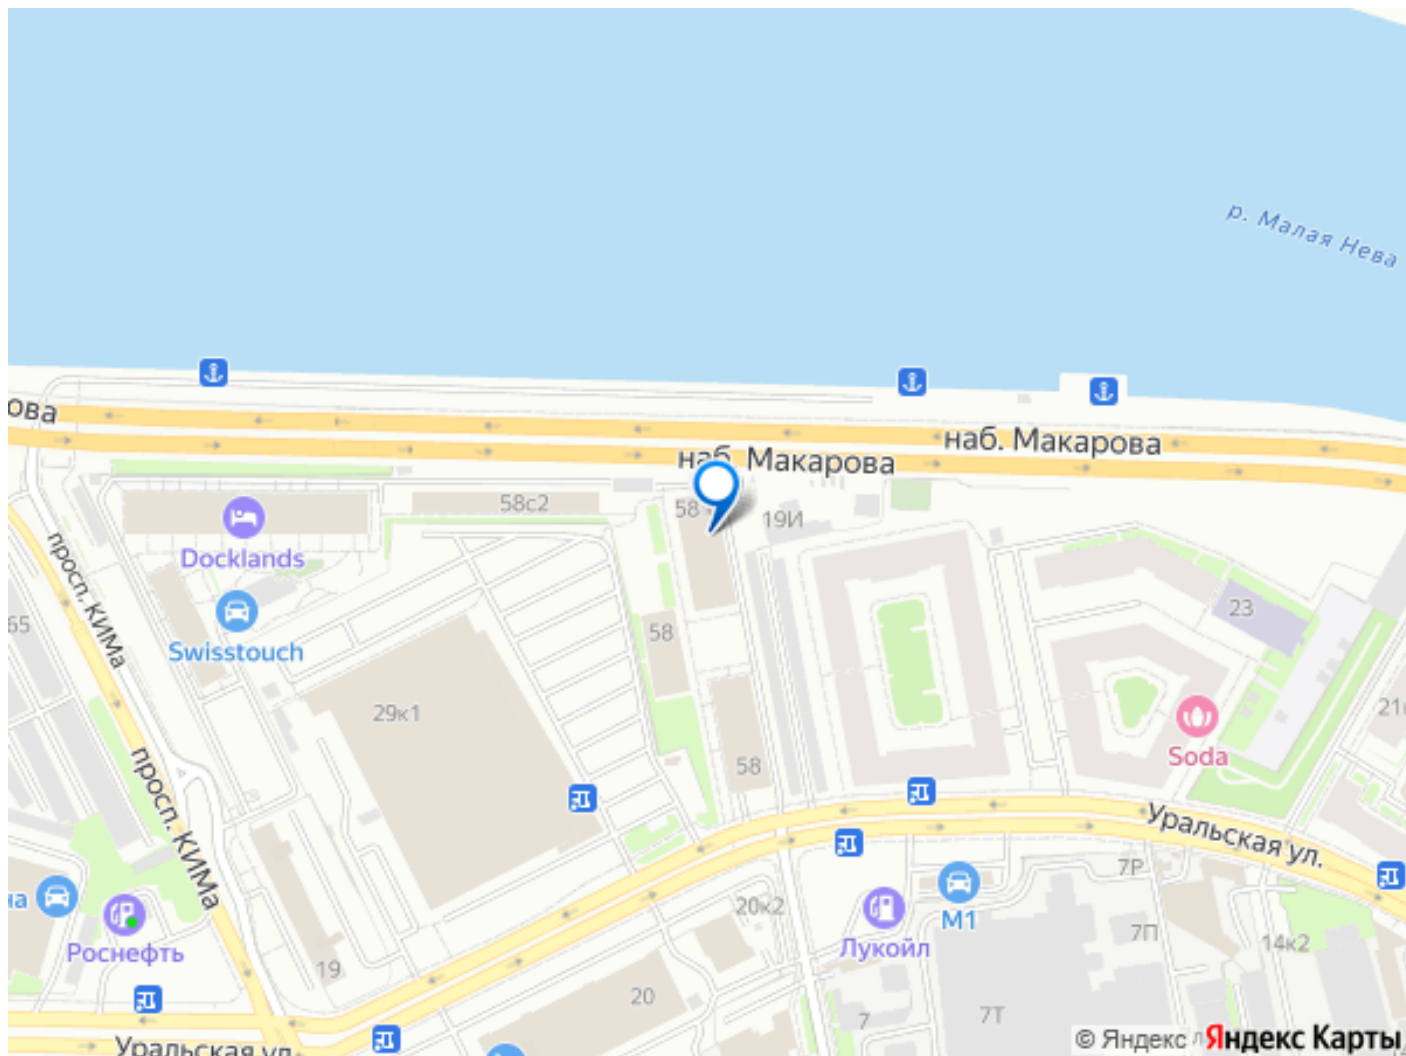 р. Малая Нева
ова
наб. Макарова
наб. Макарова
58с2
58
19И
Docklands
просп. КИМа
23
65
58
Swisstouch
29к1
21
Soda
58
просп. КИМа
Уральская ул.
7Р
на
М1
20к2
Роснефть
Лукойл
7П
14к2
19
20
7
7Т
Уральская ул.
© Яндекс
Яндекс Карты